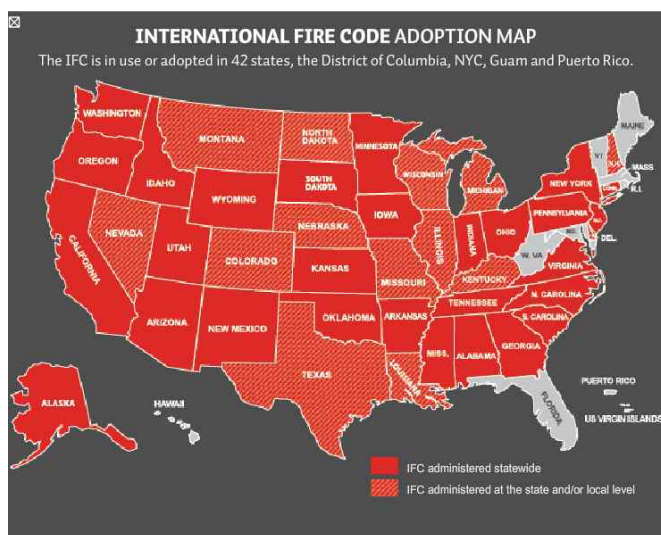 INTERNATIONAL FIRE CODE ADOPTION MAP
The IFC is in use or adopted in 42 states, the District of Columbia, NYC, Guam and Puerto Rico.
WASHINGTON
MONTANA
NORTH
DAKOTA
MINNESOTA
MAINE
VT
OREGON
IDAHO
WYOMING
SOUTH
DAKOTA
WISCONSIN
MICHIGAN
NEW YORK
MASS
R.I.
NEVADA
UTAH
COLORADO
NEBRASKA
IOWA
ILLINOIS
INDIANA
OHIO
PENNSYLVANIA
DEL.
CALIFORNIA
KANSAS
MISSOURI
KENTUCKY
W. VA
VIRGINIA
ARIZONA
NEW MEXICO
OKLAHOMA
ARKANSAS
TENNESSEE
N. CAROLINA
S. CAROLINA
TEXAS
LOUISIANA
MISS.
ALABAMA
GEORGIA
FLORIDA
ALASKA
HAWAII
PUERTO RICO
US VIRGIN ISLANDS
IFC administered statewide
IFC administered at the state and/or local level